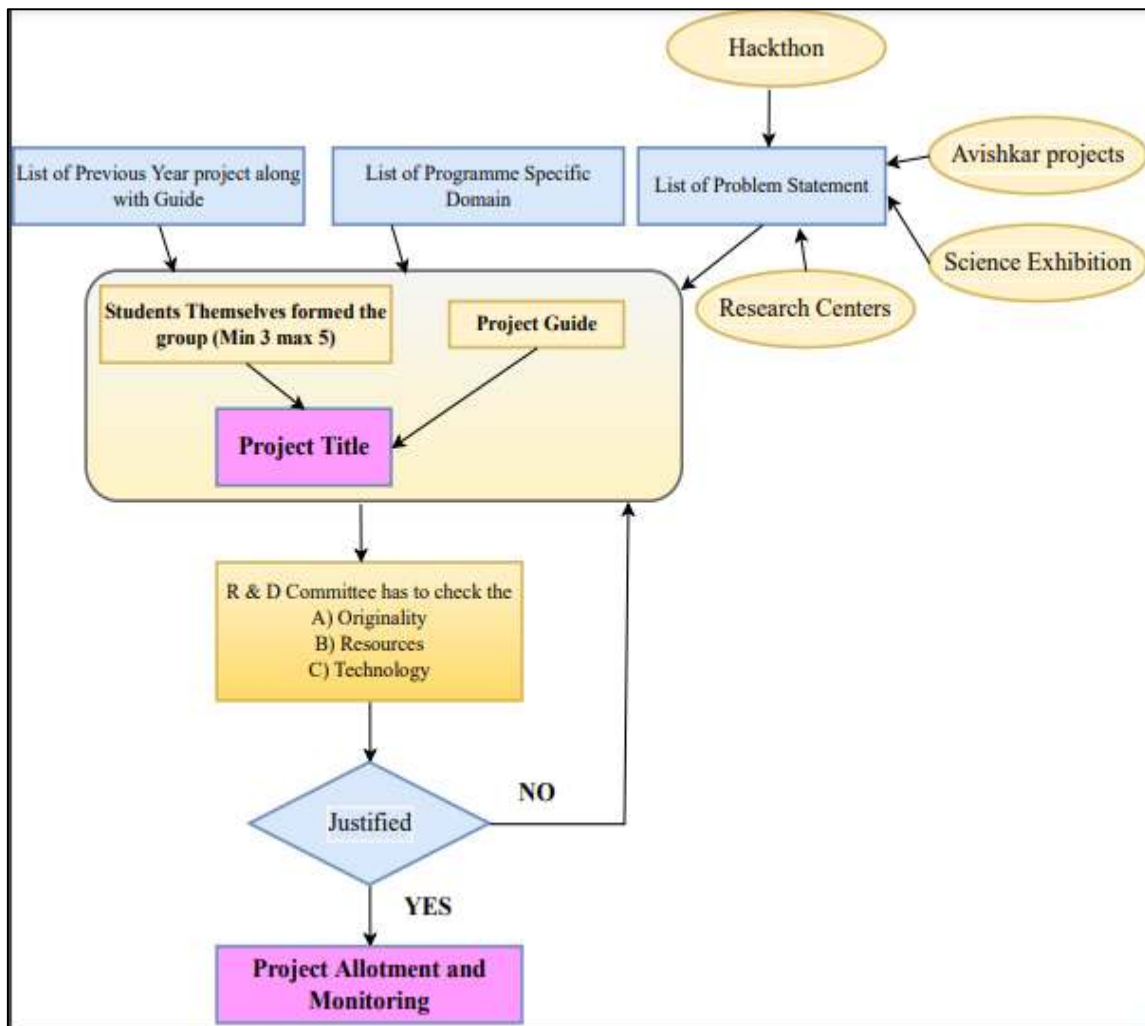 Hackthon
List of Previous Year project along
with Guide
List of Programme Specific
Domain
List of Problem Statement
Avishkar projects
Science Exhibition
Research Centers
Students Themselves formed the
group (Min 3 max 5)
Project Guide
Project Title
R & D Committee has to check the
A) Originality
B) Resources
C) Technology
Justified
NO
YES
Project Allotment and
Monitoring